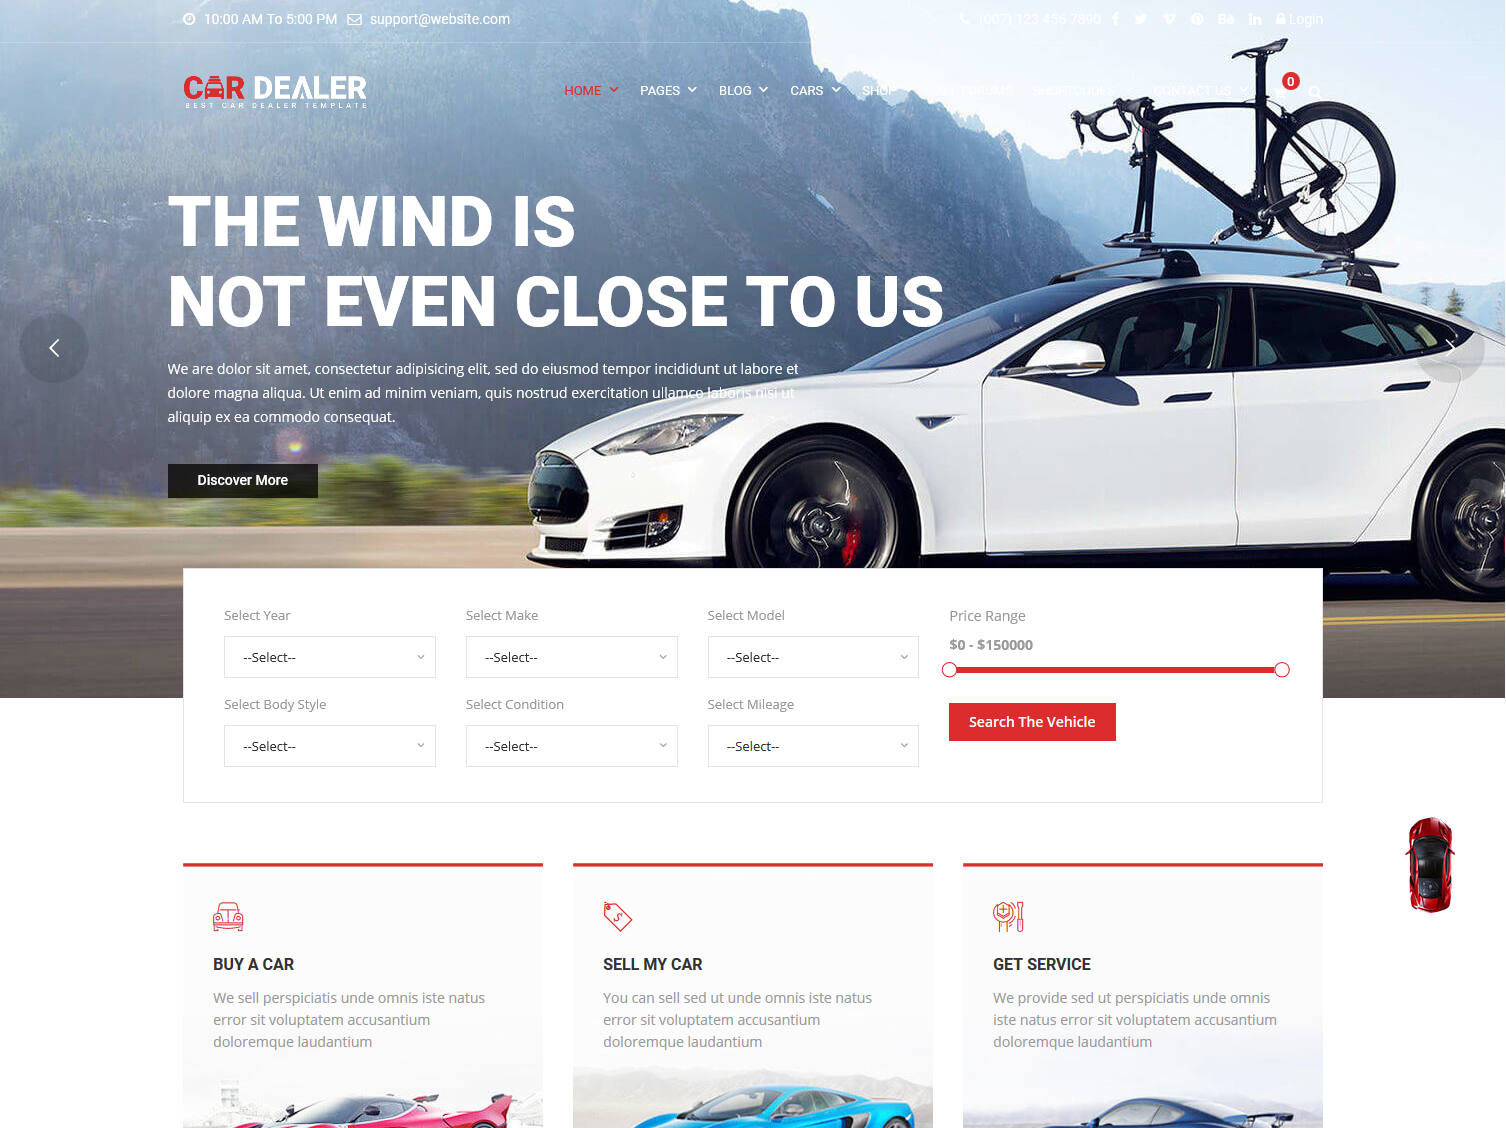 10:00 AM To 5:00 PM support@website.com (007) 123 456 7890 Login
CAR DEALER
BEST CAR DEALER TEMPLATE
HOME PAGES BLOG CARS SHOP FORUMS SHORTCODES CONTACT US 0
THE WIND IS
NOT EVEN CLOSE TO US
We are dolor sit amet, consectetur adipisicing elit, sed do eiusmod tempor incididunt ut labore et
dolore magna aliqua. Ut enim ad minim veniam, quis nostrud exercitation ullamco laboris nisi ut
aliquip ex ea commodo consequat.
Discover More
Select Year Select Make Select Model Price Range
$0 - $150000
--Select-- --Select-- --Select--
Select Body Style Select Condition Select Mileage
Search The Vehicle
--Select-- --Select-- --Select--
BUY A CAR
We sell perspiciatis unde omnis iste natus
error sit voluptatem accusantium
doloremque laudantium
SELL MY CAR
You can sell sed ut unde omnis iste natus
error sit voluptatem accusantium
doloremque laudantium
GET SERVICE
We provide sed ut perspiciatis unde omnis
iste natus error sit voluptatem accusantium
doloremque laudantium